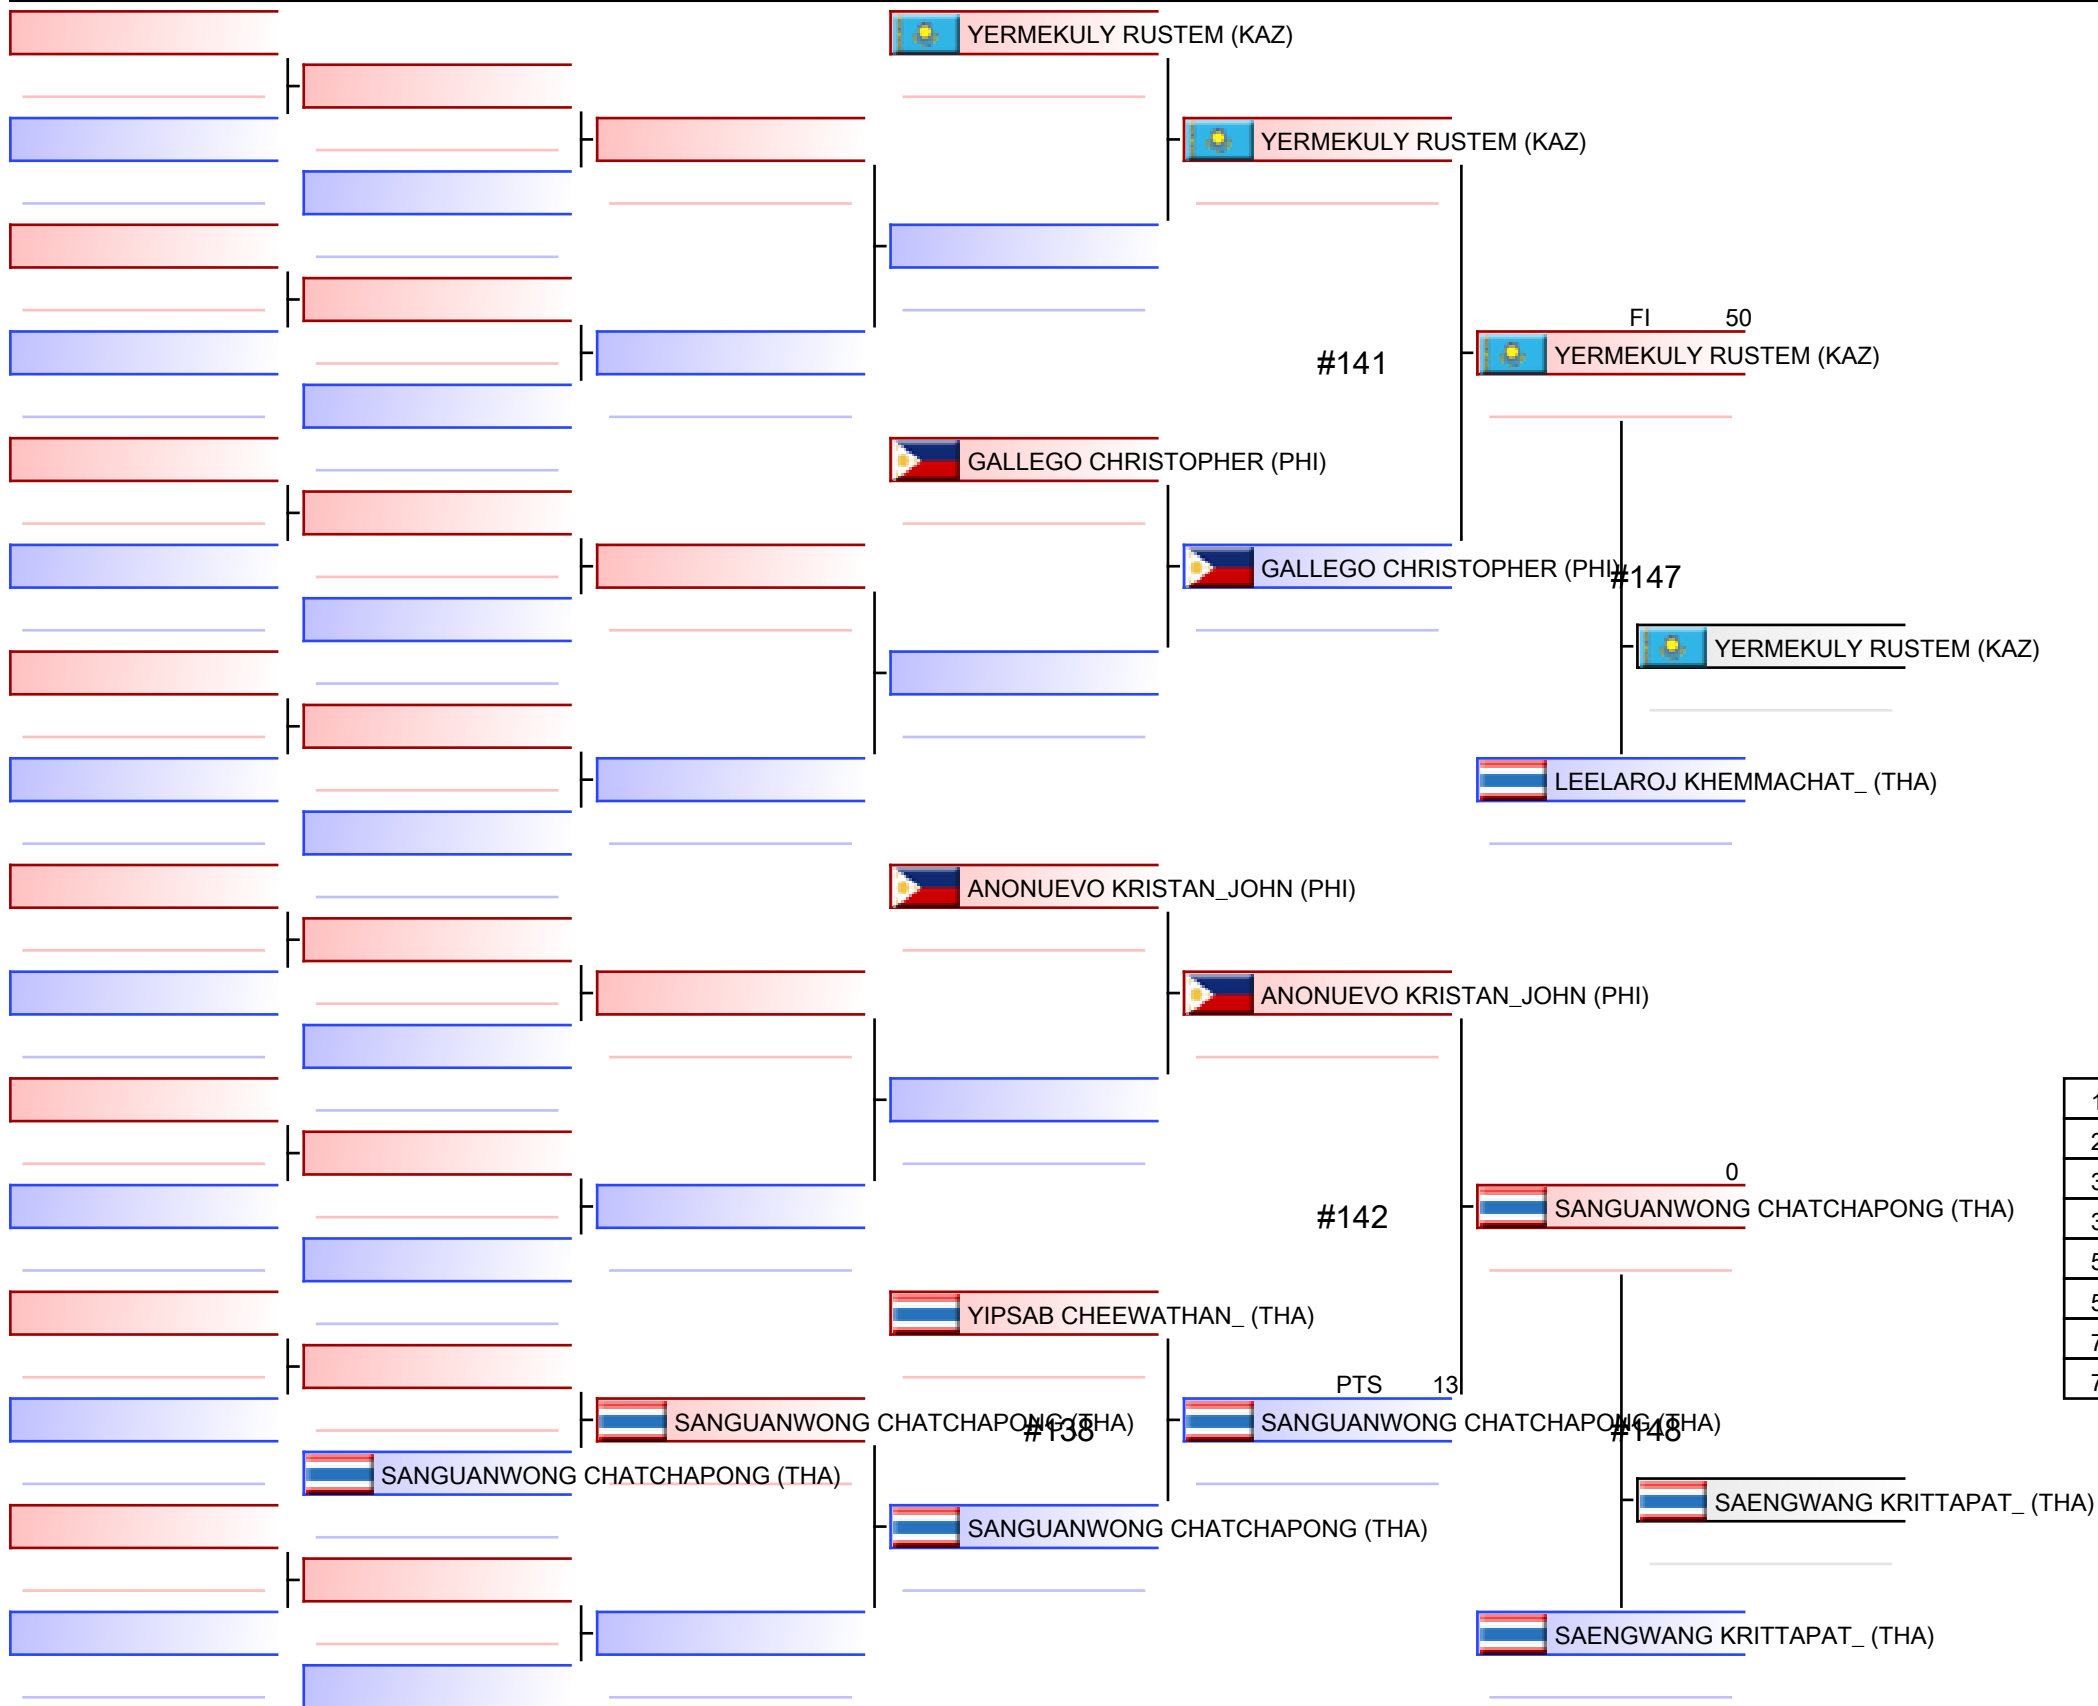 YERMEKULY RUSTEM (KAZ)
YERMEKULY RUSTEM (KAZ)
FI 50
YERMEKULY RUSTEM (KAZ)
#141
GALLEGO CHRISTOPHER (PHI)
GALLEGO CHRISTOPHER (PHI)
#147
YERMEKULY RUSTEM (KAZ)
LEELAROJ KHEMMACHAT_ (THA)
ANONUEVO KRISTAN_JOHN (PHI)
ANONUEVO KRISTAN_JOHN (PHI)
0
SANGUANWONG CHATCHAPONG (THA)
#142
YIPSAB CHEEWATHAN_ (THA)
PTS 13
SANGUANWONG CHATCHAPONG (THA)
#138
SANGUANWONG CHATCHAPONG (THA)
#148
SANGUANWONG CHATCHAPONG (THA)
SAENGWANG KRITTAPAT_ (THA)
SANGUANWONG CHATCHAPONG (THA)
SAENGWANG KRITTAPAT_ (THA)